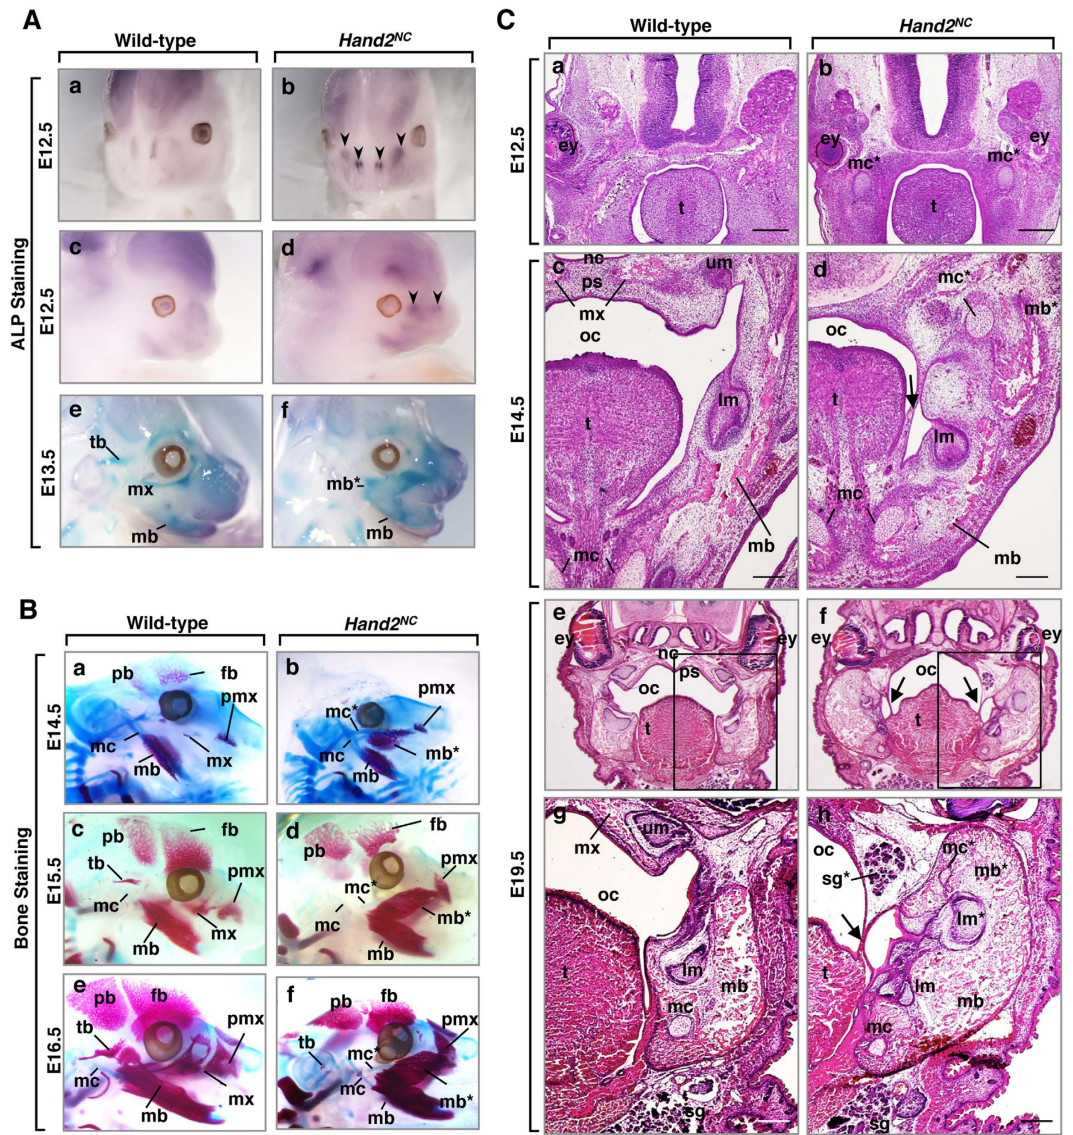 A
Wild-type
Hand2NC
ALP Staining
E12.5
a
b
E12.5
c
d
E13.5
e
tb
mx
mb
f
mb*
mb
B
Wild-type
Hand2NC
Bone Staining
E14.5
a
pb
fb
pmx
mc
mb
mx
b
mc*
pmx
mc
mb
mb*
E15.5
c
pb
fb
tb
pmx
mc
mb
mx
d
fb
pb
pmx
mc*
mc
mb*
mb
E16.5
e
pb
fb
tb
pmx
mc
mx
mb
f
pb
fb
pmx
tb
mc*
mc
mb
mb*
C
Wild-type
Hand2NC
E12.5
a
ey
t
b
ey
mc*
mc*
t
E14.5
c
nc
um
ps
mx
oc
lm
t
mc
mb
d
mc*
mb*
oc
t
lm
mc
mb
E19.5
e
ey
nc
ps
oc
t
f
ey
ey
oc
t
g
um
mx
oc
t
lm
mb
mc
sg
h
oc
mc*
mb*
sg*
lm*
t
lm
mb
mc
sg